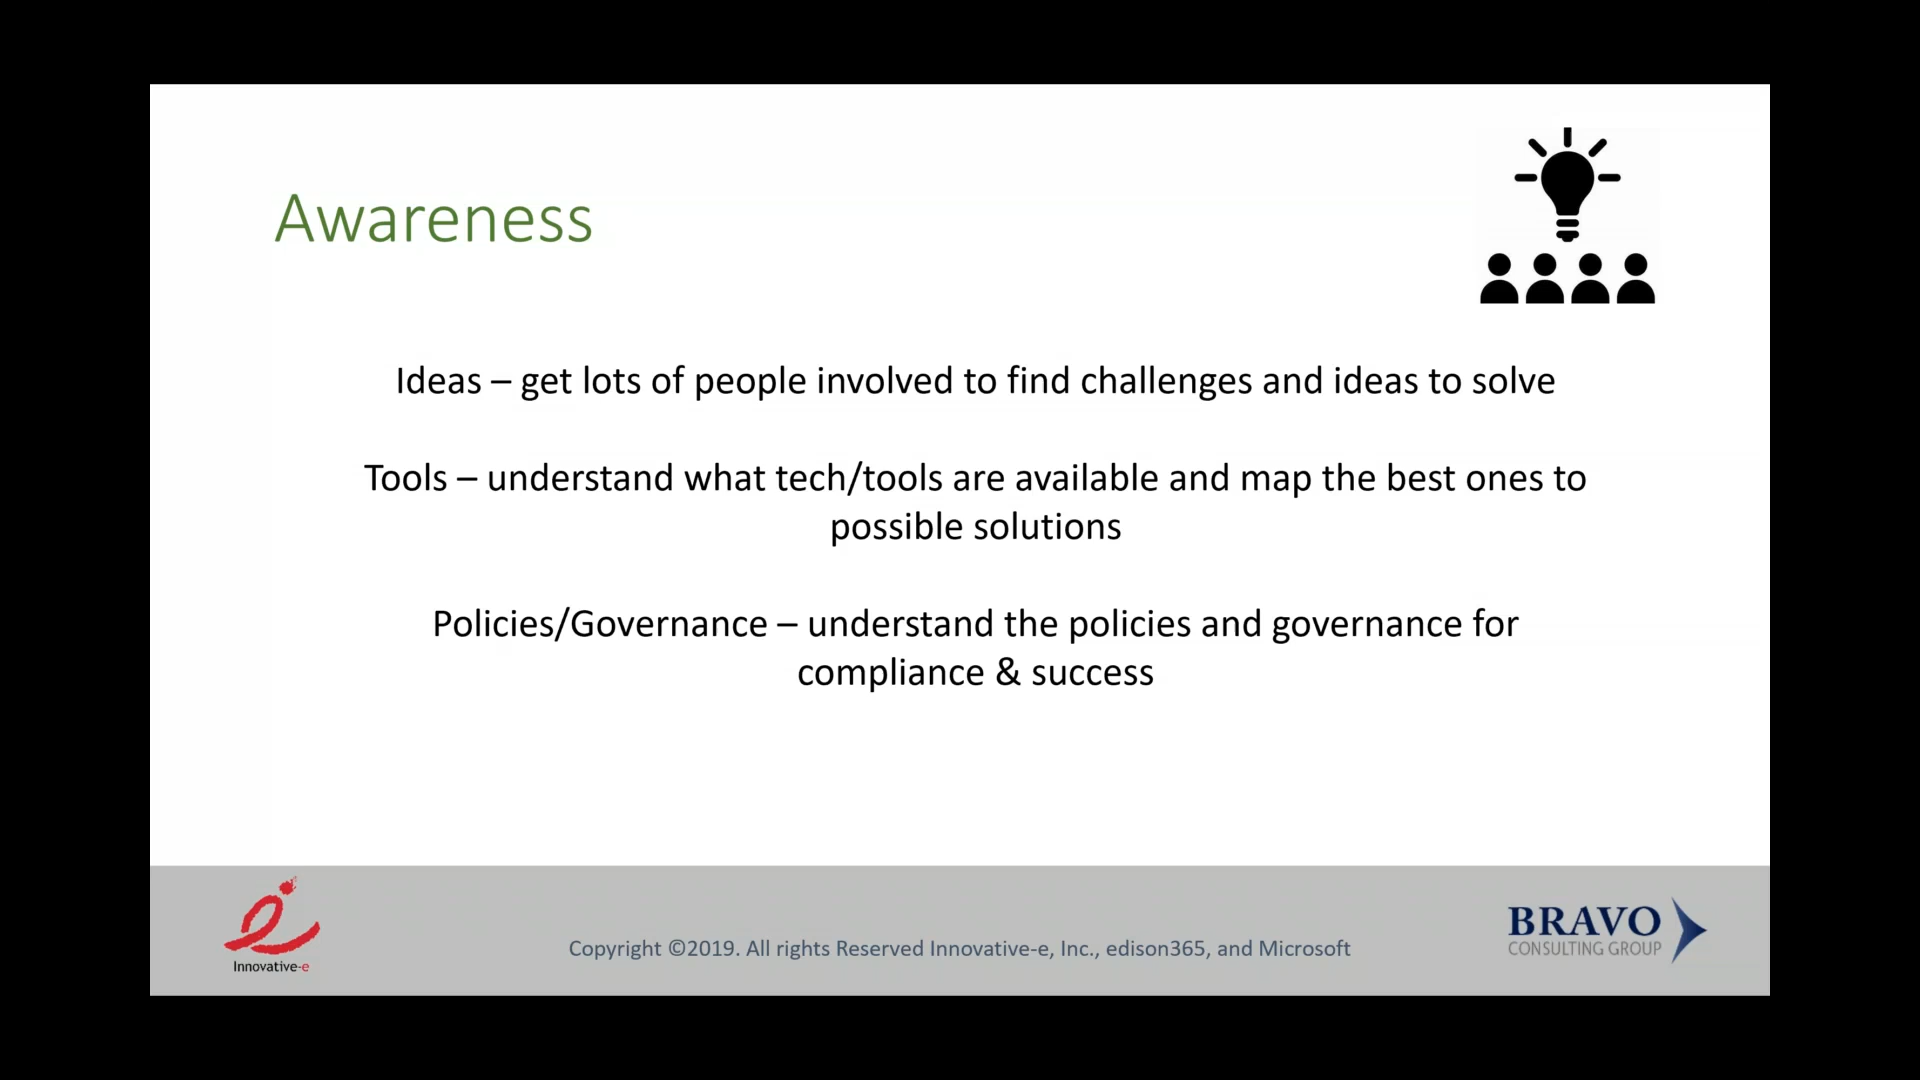 Awareness
Ideas – get lots of people involved to find challenges and ideas to solve
Tools – understand what tech/tools are available and map the best ones to
possible solutions
Policies/Governance – understand the policies and governance for
compliance & success
Innovative-e
Copyright ©2019. All rights Reserved Innovative-e, Inc., edison365, and Microsoft
BRAVO
CONSULTING GROUP